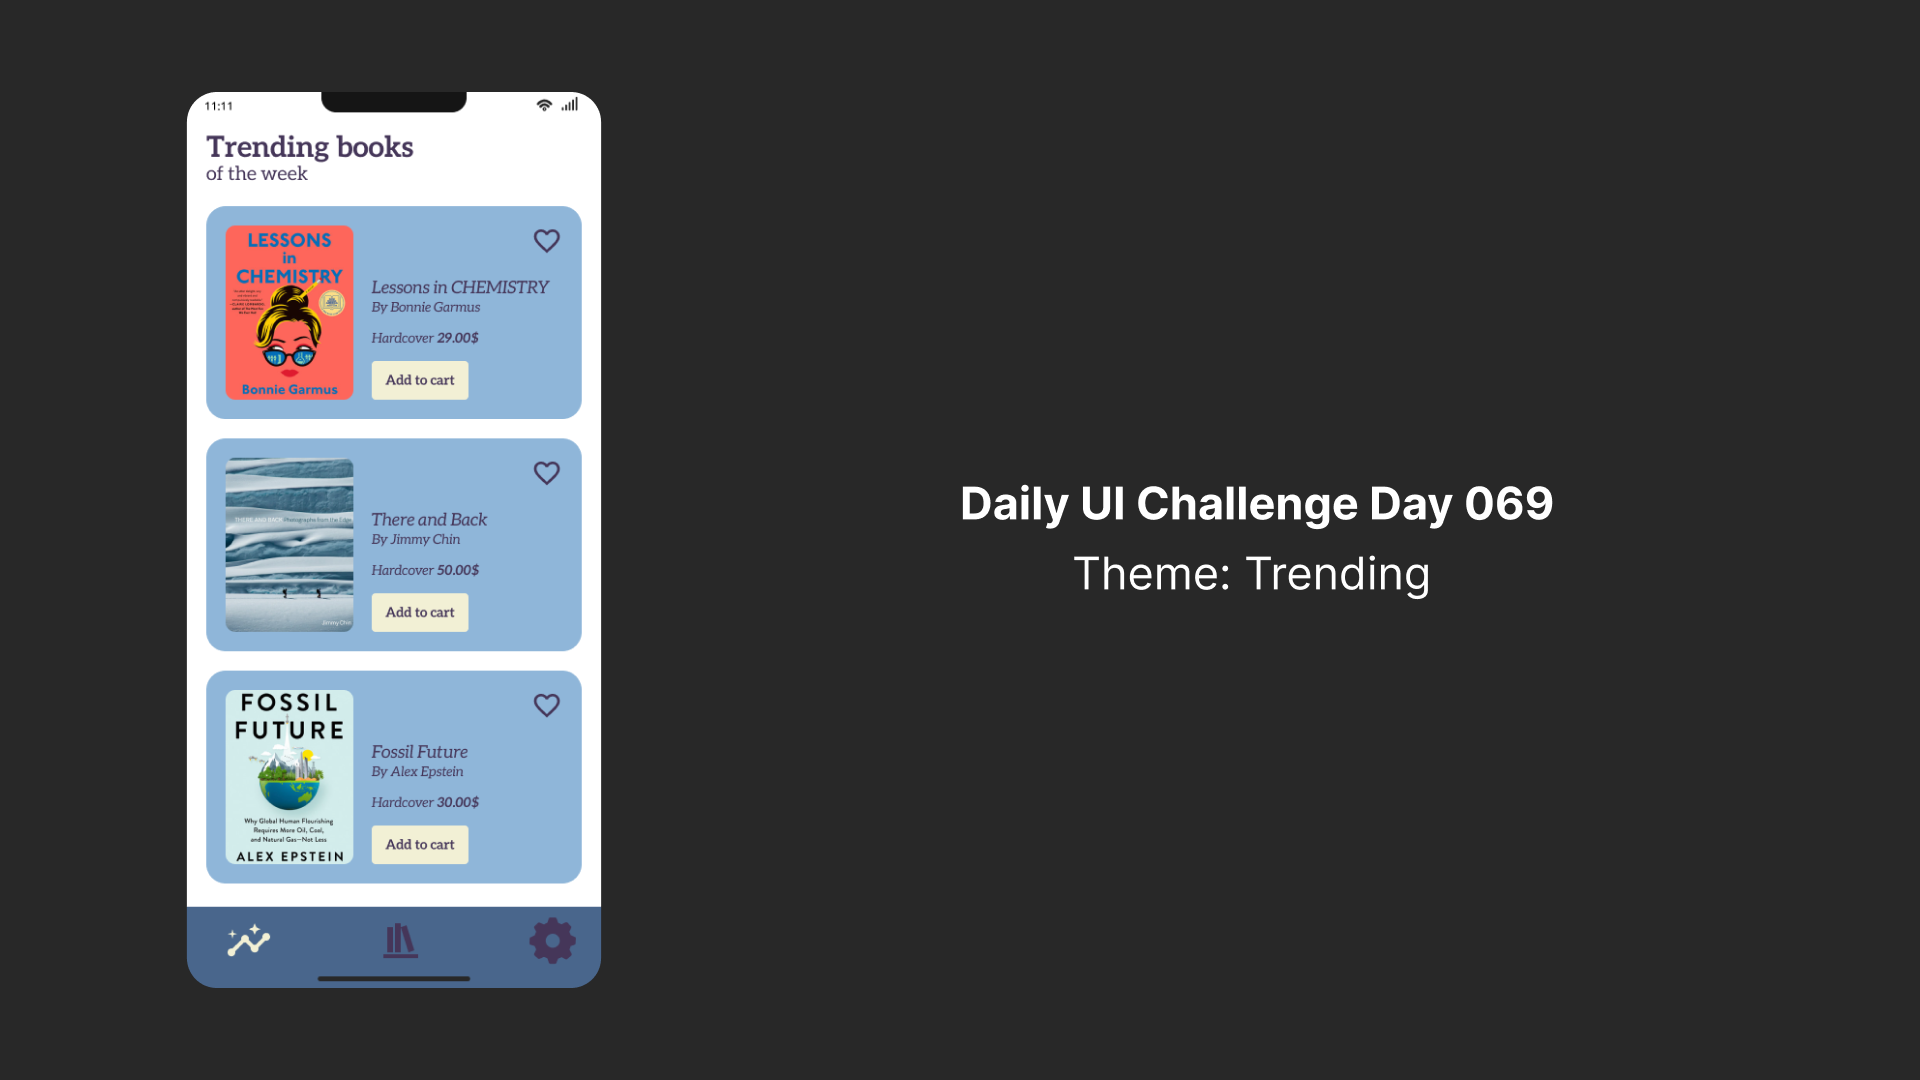 11:11
Trending books
of the week
LESSONS
in
CHEMISTRY
Bonnie Garmus
Lessons in CHEMISTRY
By Bonnie Garmus
Hardcover 29.00$
Add to cart
THERE AND BACK Photographs from the Edge
Jimmy Chin
There and Back
By Jimmy Chin
Hardcover 50.00$
Add to cart
FOSSIL
FUTURE
Why Global Human Flourishing
Requires More Oil, Coal,
and Natural Gas—Not Less
ALEX EPSTEIN
Fossil Future
By Alex Epstein
Hardcover 30.00$
Add to cart
Daily UI Challenge Day 069
Theme: Trending